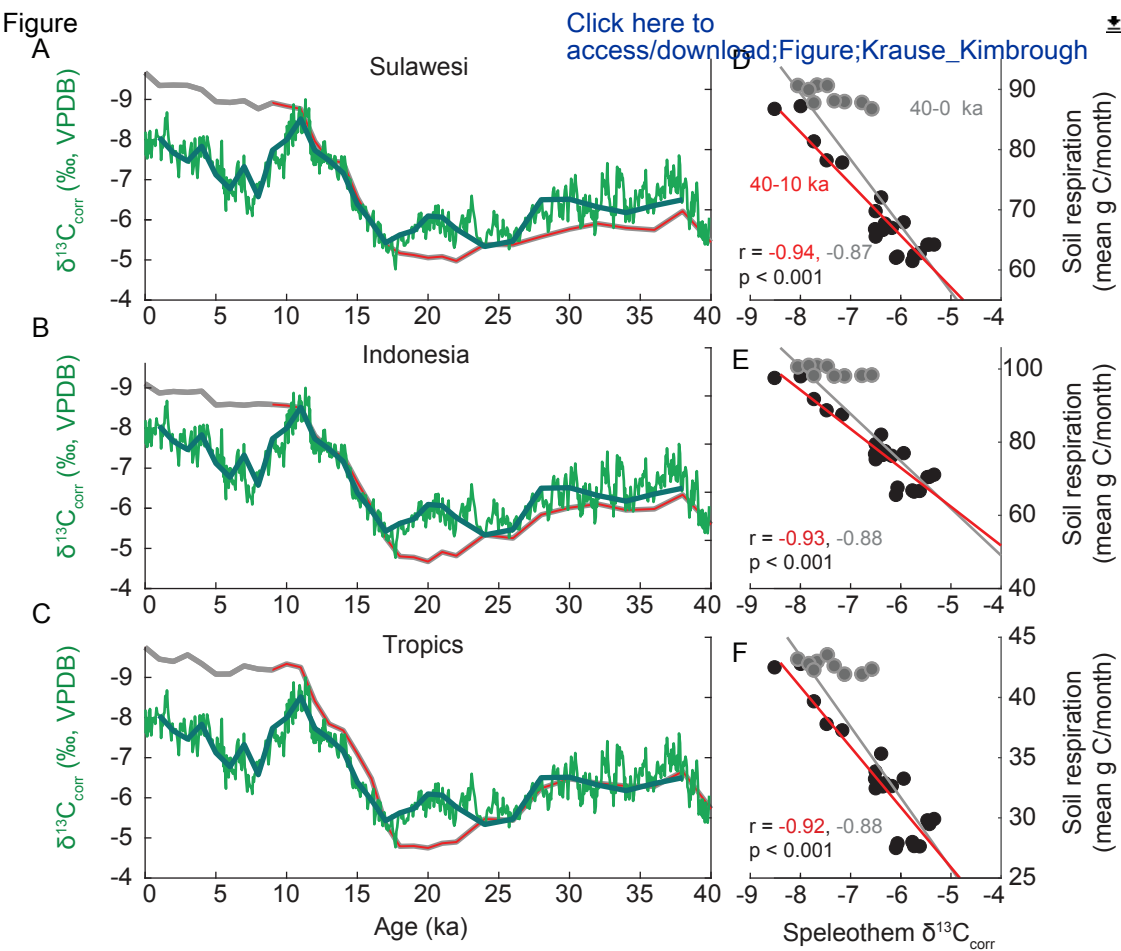 Figure
Click here to
access/download;Figure;Krause_Kimbrough
A
Sulawesi
δ13Ccorr (‰, VPDB)
-9
-8
-7
-6
-5
-4
0 5 10 15 20 25 30 35 40
D
40-0 ka
40-10 ka
r = -0.94, -0.87
p < 0.001
90
80
70
60
Soil respiration
(mean g C/month)
-9 -8 -7 -6 -5 -4
B
Indonesia
δ13Ccorr (‰, VPDB)
-9
-8
-7
-6
-5
-4
0 5 10 15 20 25 30 35 40
E
r = -0.93, -0.88
p < 0.001
100
80
60
40
Soil respiration
(mean g C/month)
-9 -8 -7 -6 -5 -4
C
Tropics
δ13Ccorr (‰, VPDB)
-9
-8
-7
-6
-5
-4
0 5 10 15 20 25 30 35 40
Age (ka)
F
r = -0.92, -0.88
p < 0.001
45
40
35
30
25
Soil respiration
(mean g C/month)
-9 -8 -7 -6 -5 -4
Speleothem δ13Ccorr